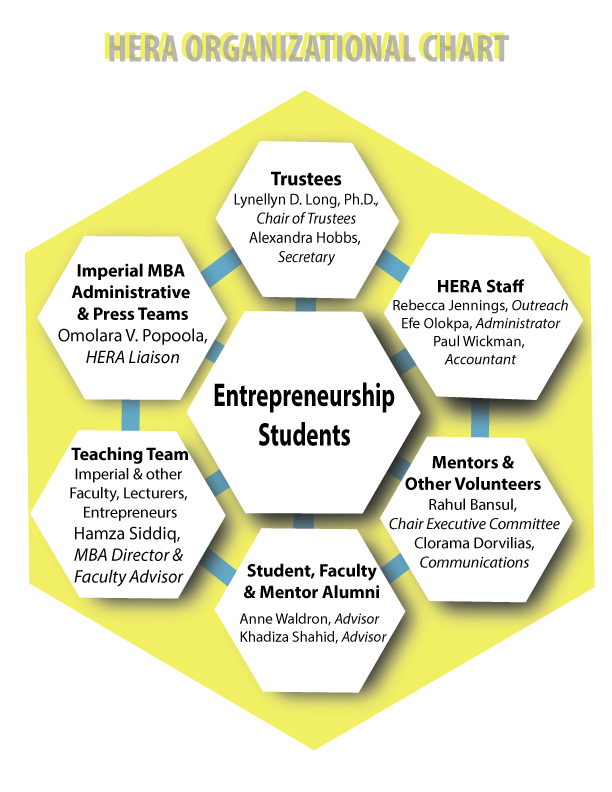 HERA ORGANIZATIONAL CHART
Trustees
Lynellyn D. Long, Ph.D.,
Chair of Trustees
Alexandra Hobbs,
Secretary
Imperial MBA
Administrative
& Press Teams
Omolara V. Popoola,
HERA Liaison
HERA Staff
Rebecca Jennings, Outreach
Efe Olokpa, Administrator
Paul Wickman,
Accountant
Entrepreneurship
Students
Teaching Team
Imperial & other
Faculty, Lecturers,
Entrepreneurs
Hamza Siddiq,
MBA Director &
Faculty Advisor
Mentors &
Other Volunteers
Rahul Bansul,
Chair Executive Committee
Clorama Dorvilias,
Communications
Student, Faculty
& Mentor Alumni
Anne Waldron, Advisor
Khadiza Shahid, Advisor